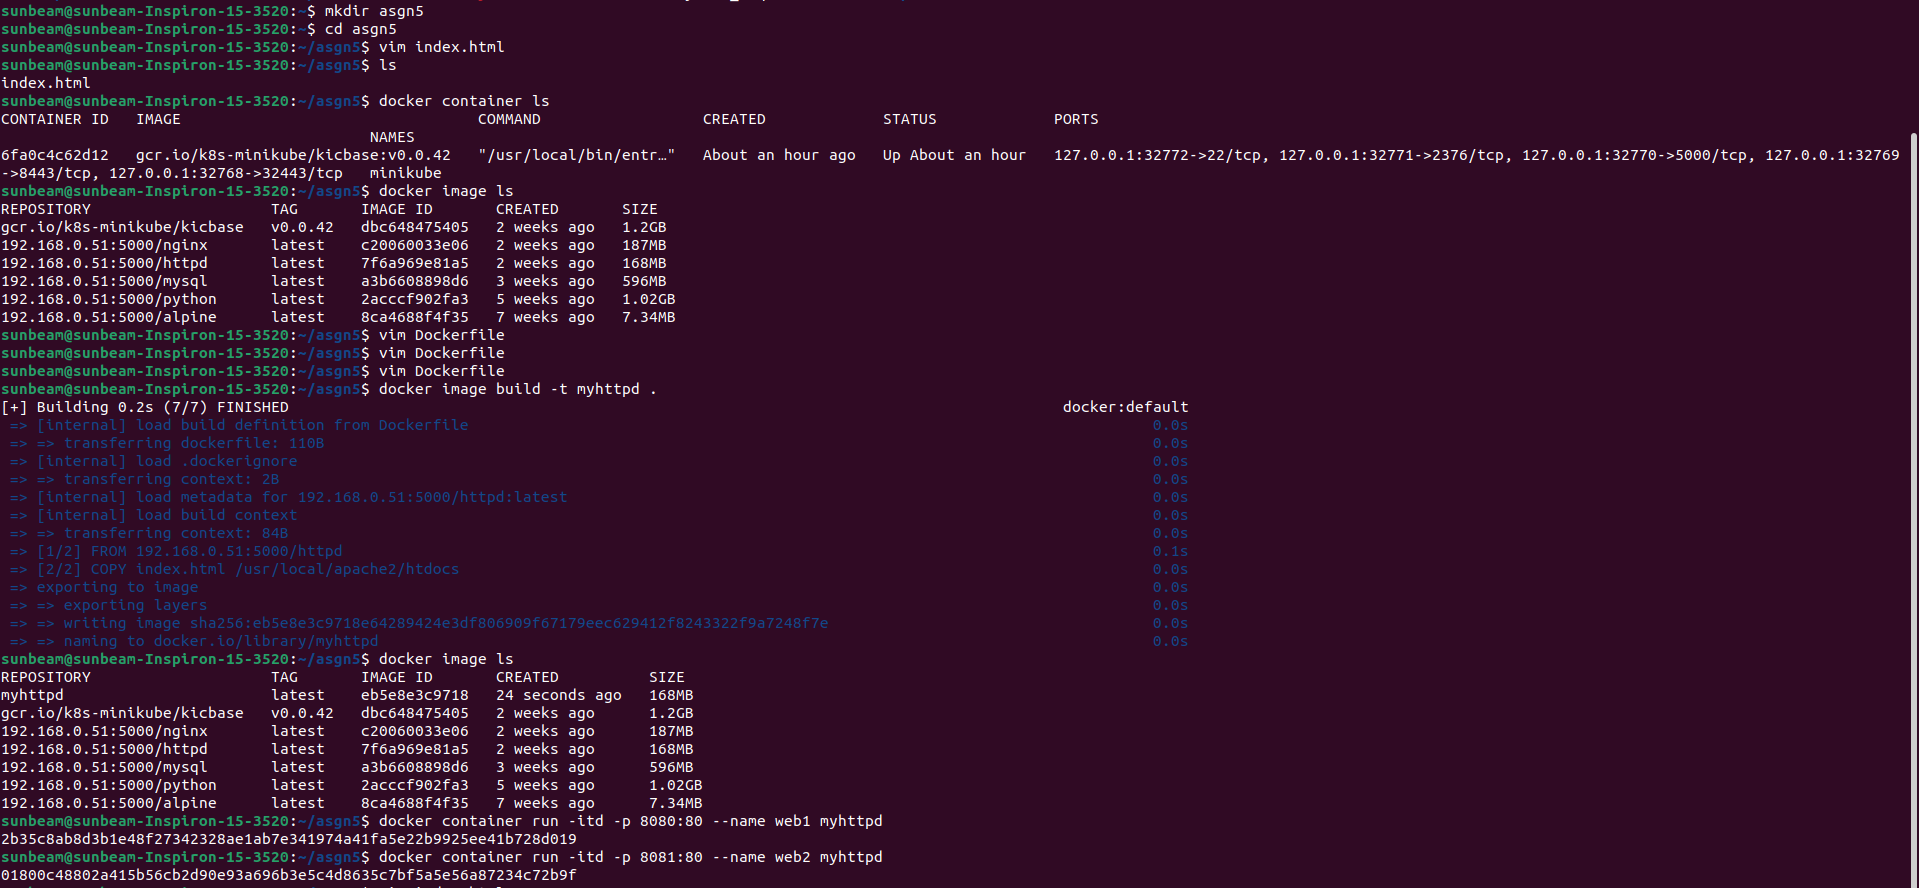 sunbeam@sunbeam-Inspiron-15-3520:~$ mkdir asgn5
sunbeam@sunbeam-Inspiron-15-3520:~$ cd asgn5
sunbeam@sunbeam-Inspiron-15-3520:~/asgn5$ vim index.html
sunbeam@sunbeam-Inspiron-15-3520:~/asgn5$ ls
index.html
sunbeam@sunbeam-Inspiron-15-3520:~/asgn5$ docker container ls
CONTAINER ID   IMAGE                                 COMMAND                  CREATED             STATUS             PORTS
                                         NAMES
6fa0c4c62d12   gcr.io/k8s-minikube/kicbase:v0.0.42   "/usr/local/bin/entr…"   About an hour ago   Up About an hour   127.0.0.1:32772->22/tcp, 127.0.0.1:32771->2376/tcp, 127.0.0.1:32770->5000/tcp, 127.0.0.1:32769
->8443/tcp, 127.0.0.1:32768->32443/tcp   minikube
sunbeam@sunbeam-Inspiron-15-3520:~/asgn5$ docker image ls
REPOSITORY                    TAG       IMAGE ID       CREATED       SIZE
gcr.io/k8s-minikube/kicbase   v0.0.42   dbc648475405   2 weeks ago   1.2GB
192.168.0.51:5000/nginx       latest    c20060033e06   2 weeks ago   187MB
192.168.0.51:5000/httpd       latest    7f6a969e81a5   2 weeks ago   168MB
192.168.0.51:5000/mysql       latest    a3b6608898d6   3 weeks ago   596MB
192.168.0.51:5000/python      latest    2acccf902fa3   5 weeks ago   1.02GB
192.168.0.51:5000/alpine      latest    8ca4688f4f35   7 weeks ago   7.34MB
sunbeam@sunbeam-Inspiron-15-3520:~/asgn5$ vim Dockerfile
sunbeam@sunbeam-Inspiron-15-3520:~/asgn5$ vim Dockerfile
sunbeam@sunbeam-Inspiron-15-3520:~/asgn5$ vim Dockerfile
sunbeam@sunbeam-Inspiron-15-3520:~/asgn5$ docker image build -t myhttpd .
[+] Building 0.2s (7/7) FINISHED                                                                                      docker:default
 => [internal] load build definition from Dockerfile                                                                            0.0s
 => => transferring dockerfile: 110B                                                                                            0.0s
 => [internal] load .dockerignore                                                                                               0.0s
 => => transferring context: 2B                                                                                                 0.0s
 => [internal] load metadata for 192.168.0.51:5000/httpd:latest                                                                 0.0s
 => [internal] load build context                                                                                               0.0s
 => => transferring context: 84B                                                                                                0.0s
 => [1/2] FROM 192.168.0.51:5000/httpd                                                                                          0.1s
 => [2/2] COPY index.html /usr/local/apache2/htdocs                                                                             0.0s
 => exporting to image                                                                                                          0.0s
 => => exporting layers                                                                                                         0.0s
 => => writing image sha256:eb5e8e3c9718e64289424e3df806909f67179eec629412f8243322f9a7248f7e                                    0.0s
 => => naming to docker.io/library/myhttpd                                                                                      0.0s
sunbeam@sunbeam-Inspiron-15-3520:~/asgn5$ docker image ls
REPOSITORY                    TAG       IMAGE ID       CREATED          SIZE
myhttpd                       latest    eb5e8e3c9718   24 seconds ago   168MB
gcr.io/k8s-minikube/kicbase   v0.0.42   dbc648475405   2 weeks ago      1.2GB
192.168.0.51:5000/nginx       latest    c20060033e06   2 weeks ago      187MB
192.168.0.51:5000/httpd       latest    7f6a969e81a5   2 weeks ago      168MB
192.168.0.51:5000/mysql       latest    a3b6608898d6   3 weeks ago      596MB
192.168.0.51:5000/python      latest    2acccf902fa3   5 weeks ago      1.02GB
192.168.0.51:5000/alpine      latest    8ca4688f4f35   7 weeks ago      7.34MB
sunbeam@sunbeam-Inspiron-15-3520:~/asgn5$ docker container run -itd -p 8080:80 --name web1 myhttpd
2b35c8ab8d3b1e48f27342328ae1ab7e341974a41fa5e22b9925ee41b728d019
sunbeam@sunbeam-Inspiron-15-3520:~/asgn5$ docker container run -itd -p 8081:80 --name web2 myhttpd
01800c48802a415b56cb2d90e93a696b3e5c4d8635c7bf5a5e56a87234c72b9f